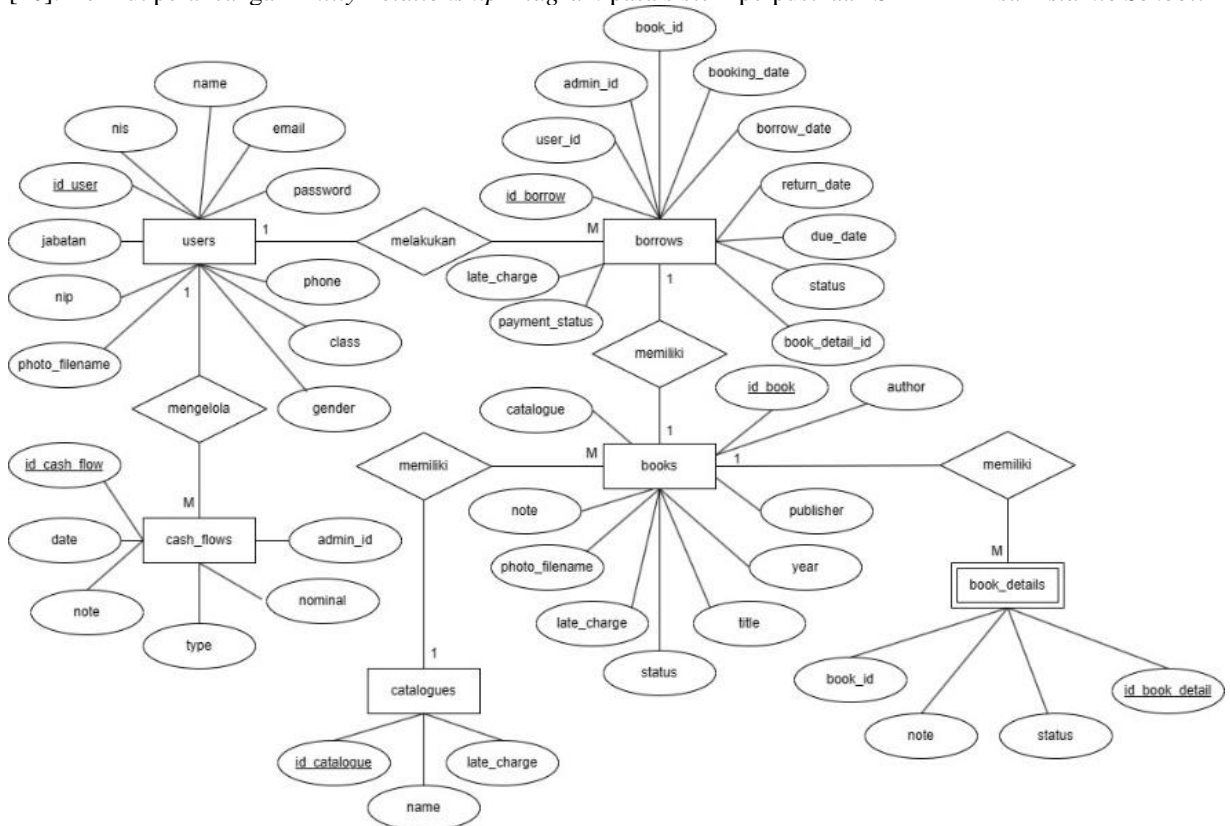 book_id
name
admin_id
booking_date
nis
email
user_id
borrow_date
id_user
password
id_borrow
return_date
jabatan
users
1
melakukan
M
borrows
due_date
nip
1
phone
late_charge
1
status
photo_filename
class
payment_status
memiliki
book_detail_id
mengelola
gender
catalogue
id_book
author
id_cash_flow
memiliki
M
books
1
1
memiliki
M
note
publisher
date
cash_flows
admin_id
photo_filename
year
M
book_details
note
nominal
late_charge
title
type
1
status
book_id
id_book_detail
catalogues
note
status
id_catalogue
late_charge
name